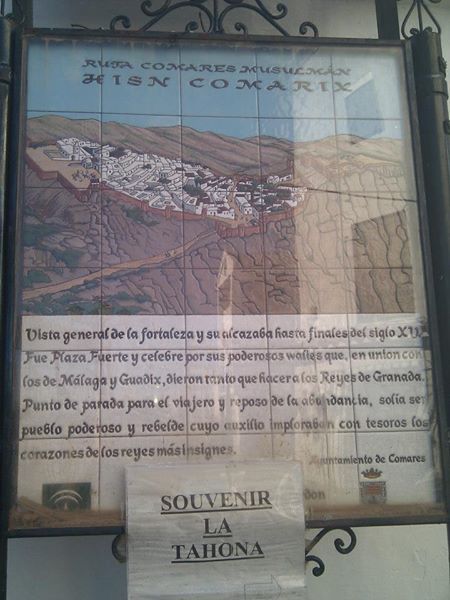 RUTA COMARES MUSULMÁN
HISN COMARIX
Vista general de la fortaleza y su alcazaba hasta finales del siglo XV.
Fue Plaza Fuerte y celebre por sus poderosos walíes que, en union con
los de Málaga y Guadix, dieron tanto que hacer a los Reyes de Granada.
Punto de parada para el viajero y reposo de la abundancia, solía ser
pueblo poderoso y rebelde cuyo auxilio imploraban con tesoros los
corazones de los reyes más insignes.
Ayuntamiento de Comares
SOUVENIR
LA
TAHONA